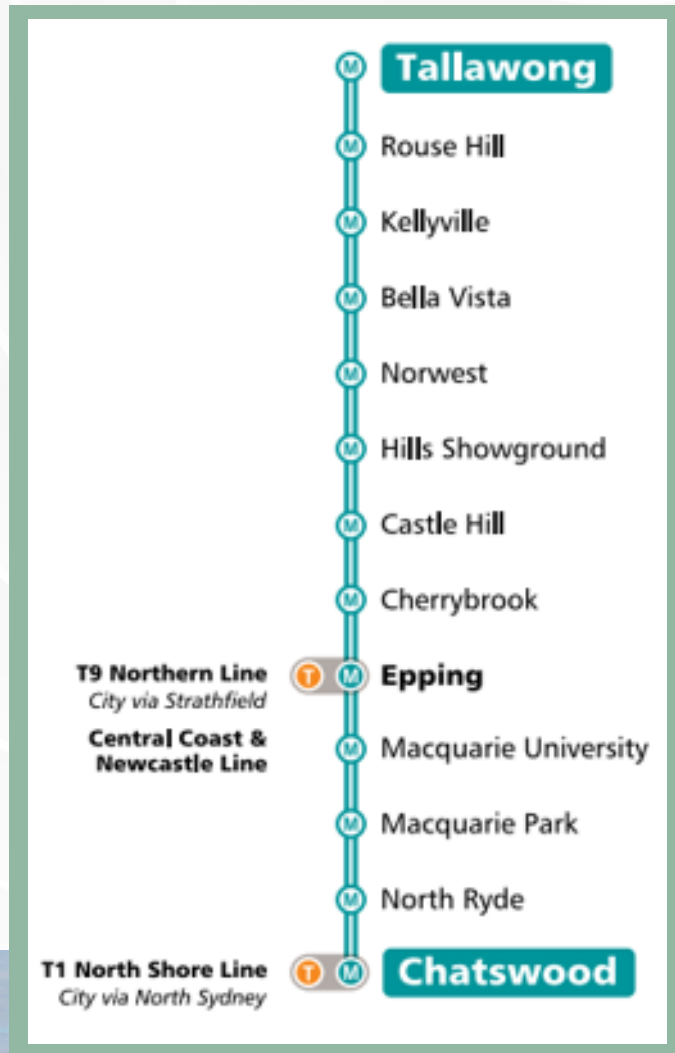 M Tallawong
M Rouse Hill
M Kellyville
M Bella Vista
M Norwest
M Hills Showground
M Castle Hill
M Cherrybrook
T9 Northern Line T M Epping
City via Strathfield
Central Coast &
Newcastle Line
M Macquarie University
M Macquarie Park
M North Ryde
T1 North Shore Line T M Chatswood
City via North Sydney